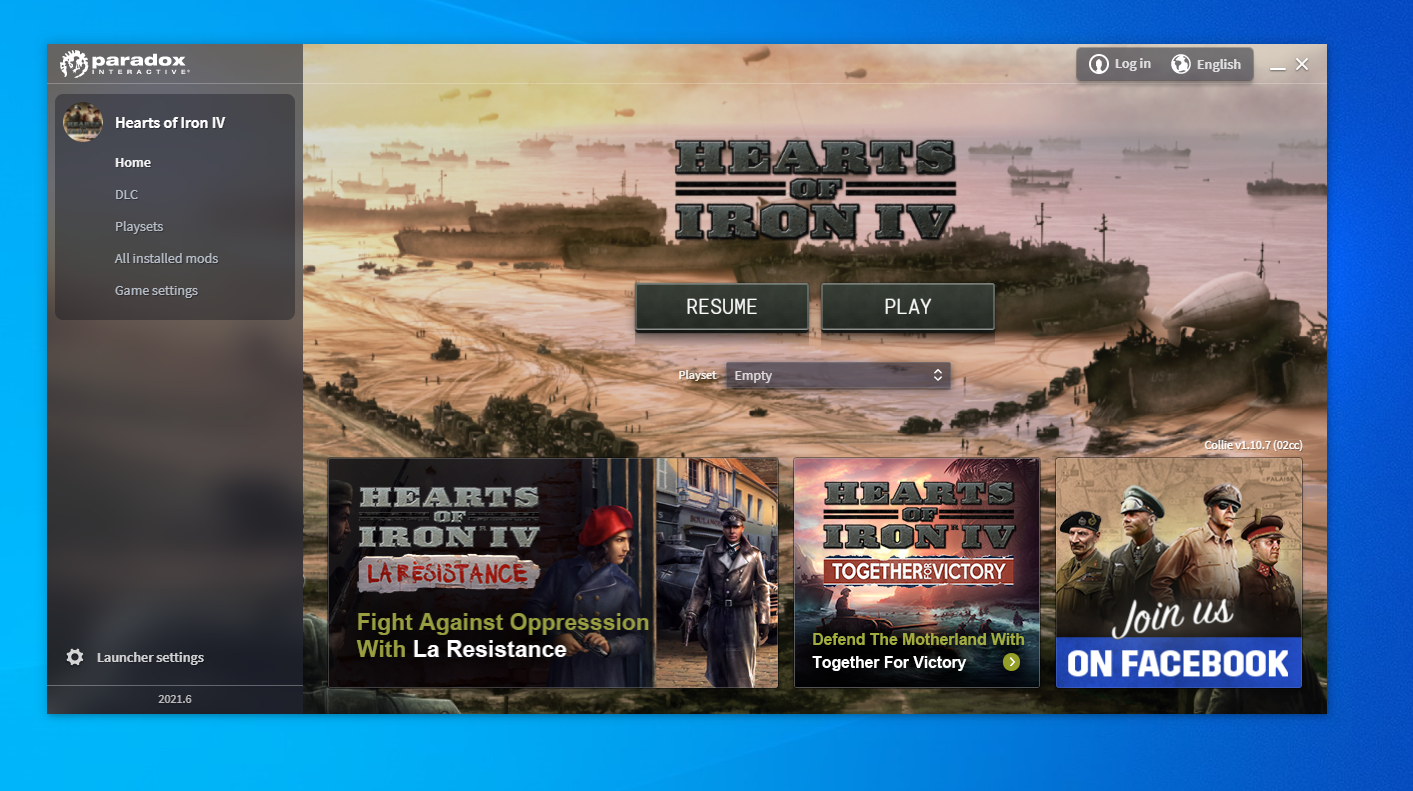 paradox
INTERACTIVE
Log in
English
Hearts of Iron IV
Home
DLC
Playsets
All installed mods
Game settings
HEARTS
OF
IRON IV
RESUME
PLAY
Playset
Empty
Collie v1.10.7 (02cc)
HEARTS
OF
IRON IV
LA RÉSISTANCE
Fight Against Oppresssion
With La Resistance
HEARTS
OF
IRON IV
TOGETHER FOR VICTORY
Defend The Motherland With
Together For Victory
Join us
ON FACEBOOK
Launcher settings
2021.6